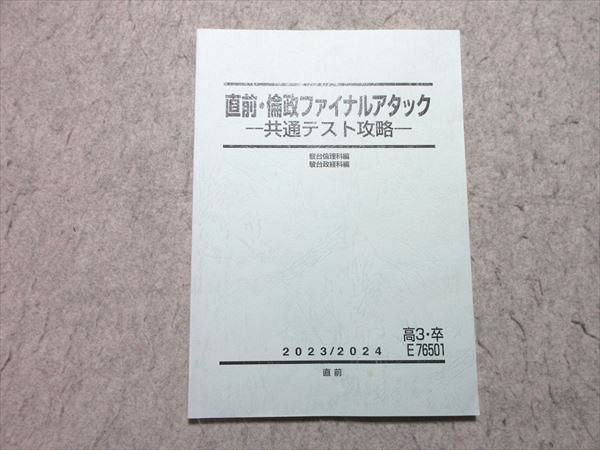 直前・倫政ファイナルアタック
―共通テスト攻略―
駿台倫理科編
駿台政経科編
高3・卒
2023/2024
E76501
直前